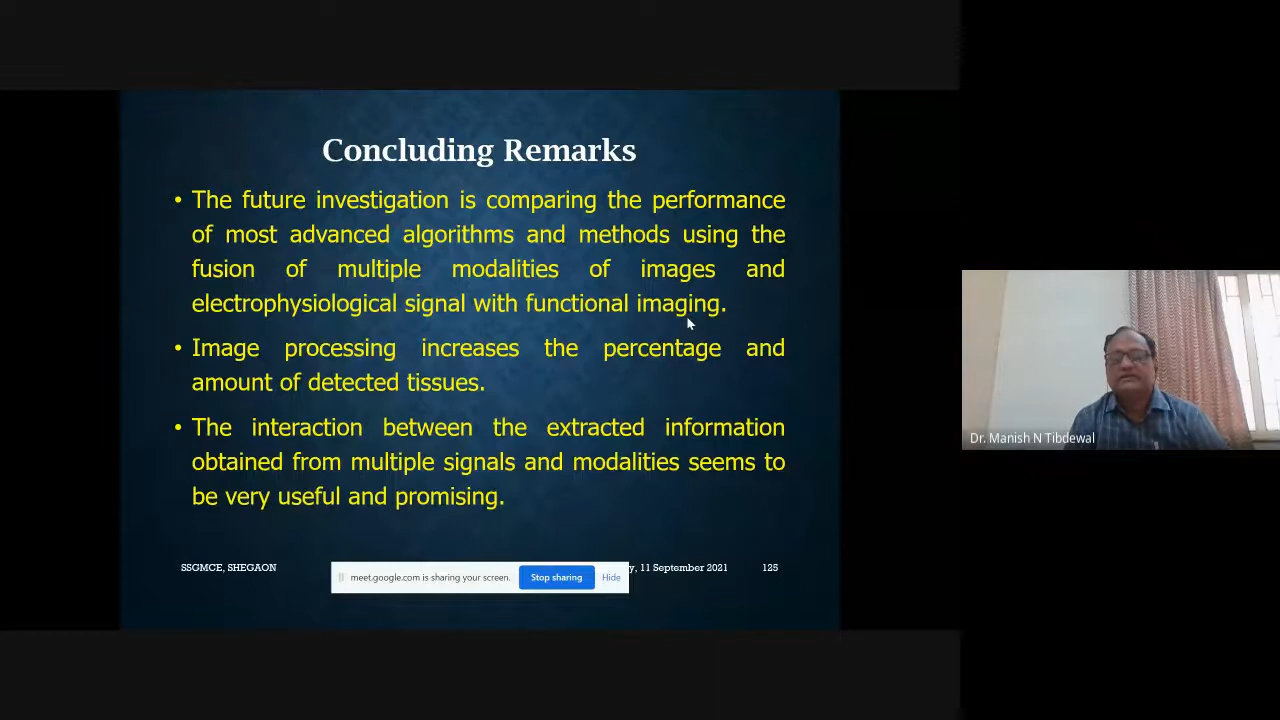 Concluding Remarks
• The future investigation is comparing the performance
of most advanced algorithms and methods using the
fusion of multiple modalities of images and
electrophysiological signal with functional imaging.
• Image processing increases the percentage and
amount of detected tissues.
• The interaction between the extracted information
obtained from multiple signals and modalities seems to
be very useful and promising.
SSGMCE, SHEGAON
meet.google.com is sharing your screen. Stop sharing Hide
y, 11 September 2021 125
Dr. Manish N Tibdewal